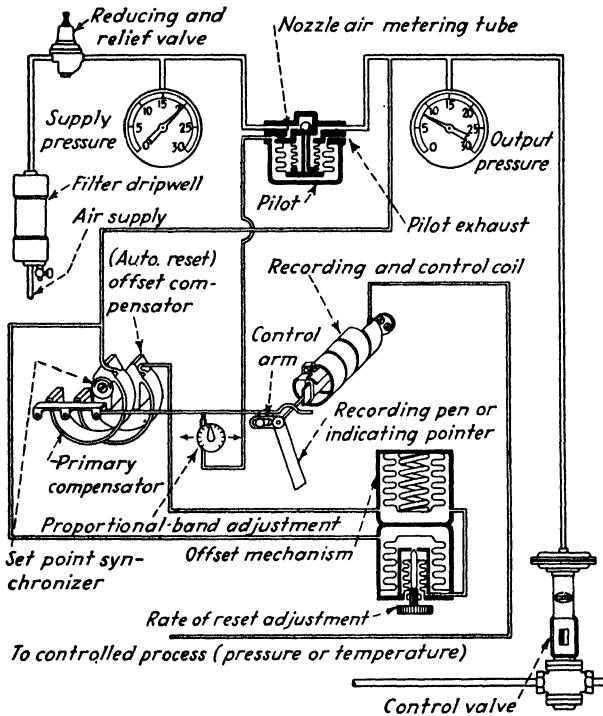 Reducing and
relief valve
Nozzle air metering tube
Supply
pressure
0 5 10 15 20 25 30
0 5 10 15 20 25 30
Output
pressure
Filter dripwell
Pilot
Pilot exhaust
Air supply
(Auto. reset)
offset com-
pensator
Recording and control coil
Control
arm
Recording pen or
indicating pointer
Primary
compensator
Proportional-band adjustment
Set point syn-
chronizer
Offset mechanism
Rate of reset adjustment
To controlled process (pressure or temperature)
Control valve